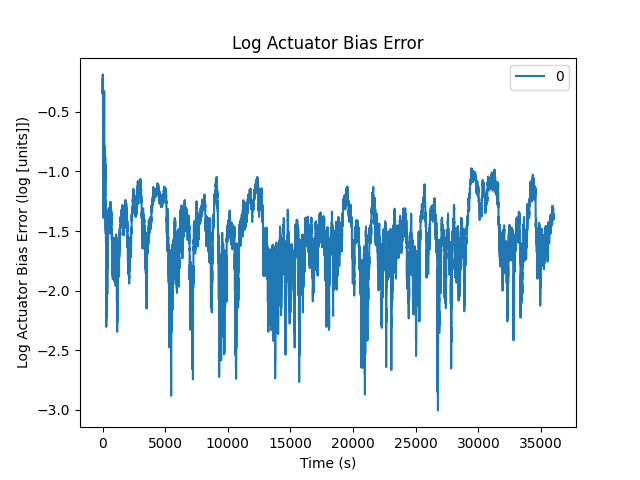 Log Actuator Bias Error
0
Log Actuator Bias Error (log [units]])
−0.5
−1.0
−1.5
−2.0
−2.5
−3.0
0 5000 10000 15000 20000 25000 30000 35000
Time (s)